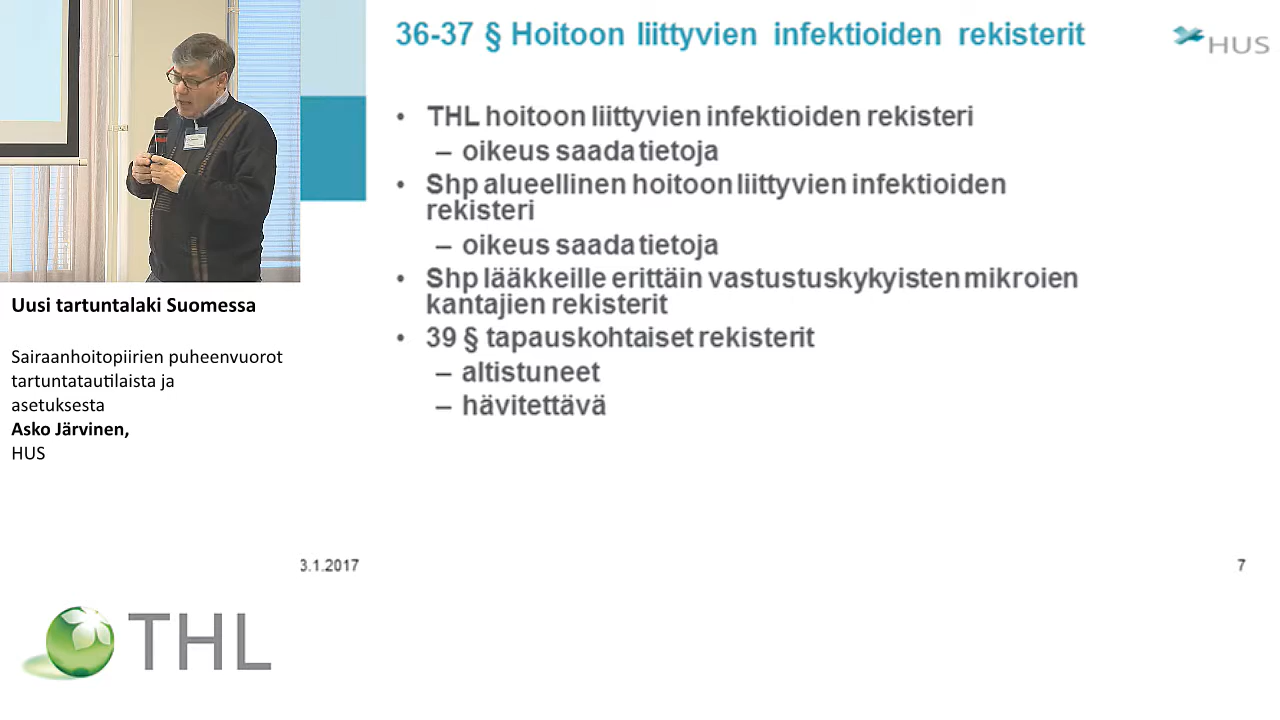 36-37 § Hoitoon liittyvien infektioiden rekisterit
HUS
• THL hoitoon liittyvien infektioiden rekisteri
– oikeus saada tietoja
• Shp alueellinen hoitoon liittyvien infektioiden
rekisteri
– oikeus saada tietoja
• Shp lääkkeille erittäin vastustuskykyisten mikroien
kantajien rekisterit
• 39 § tapauskohtaiset rekisterit
– altistuneet
– hävitettävä
Uusi tartuntalaki Suomessa
Sairaanhoitopiirien puheenvuorot
tartuntatautilaista ja
asetuksesta
Asko Järvinen,
HUS
3.1.2017
7
THL